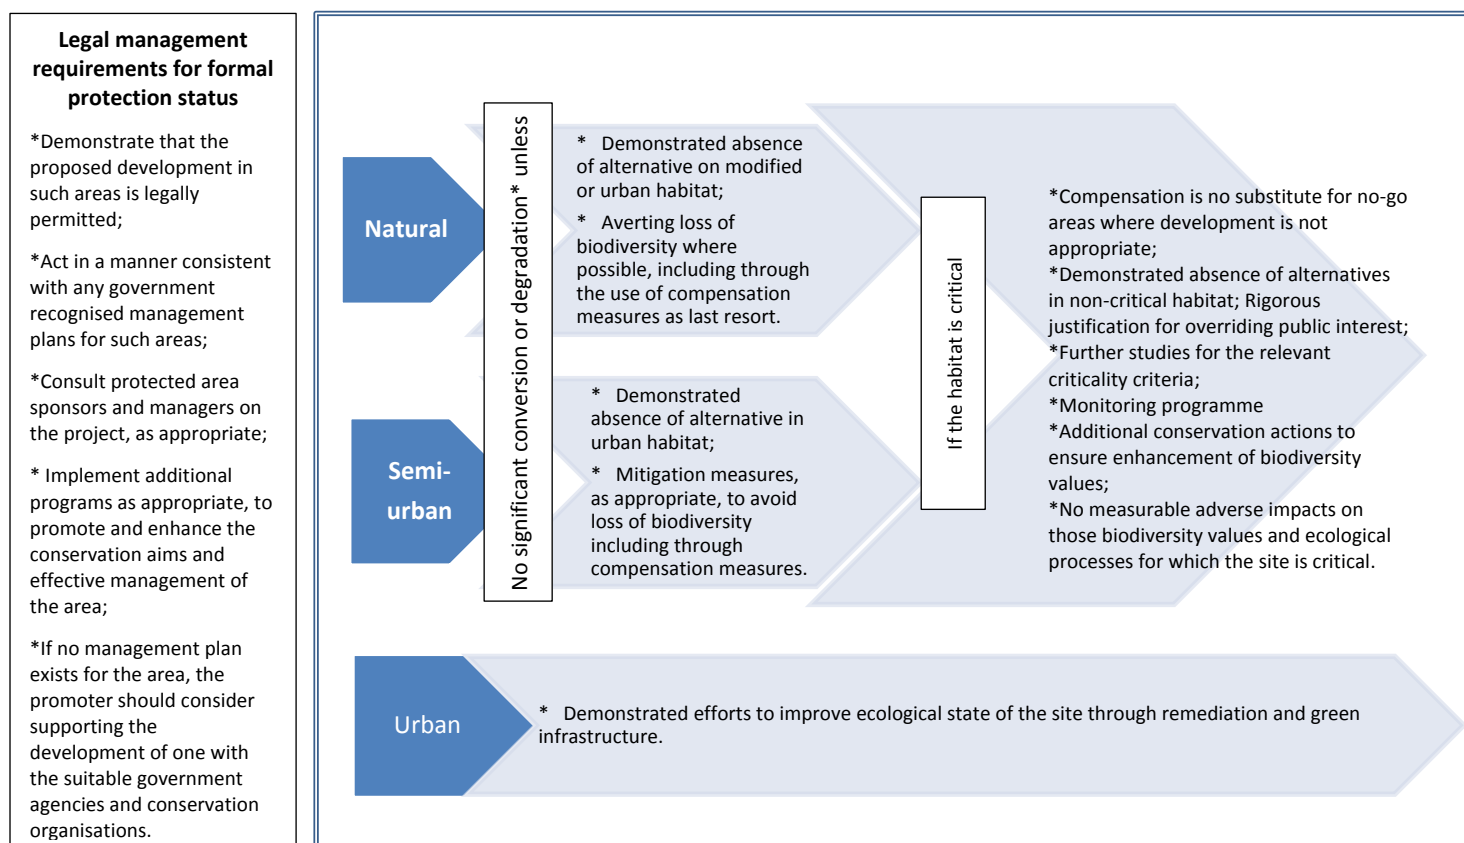 Legal management
requirements for formal
protection status
*Demonstrate that the
proposed development in
such areas is legally
permitted;
*Act in a manner consistent
with any government
recognised management
plans for such areas;
*Consult protected area
sponsors and managers on
the project, as appropriate;
* Implement additional
programs as appropriate, to
promote and enhance the
conservation aims and
effective management of
the area;
*If no management plan
exists for the area, the
promoter should consider
supporting the
development of one with
the suitable government
agencies and conservation
organisations.
Natural
No significant conversion or degradation* unless
* Demonstrated absence
of alternative on modified
or urban habitat;
* Averting loss of
biodiversity where
possible, including through
the use of compensation
measures as last resort.
Semi-
urban
* Demonstrated
absence of alternative in
urban habitat;
* Mitigation measures,
as appropriate, to avoid
loss of biodiversity
including through
compensation measures.
If the habitat is critical
*Compensation is no substitute for no-go
areas where development is not
appropriate;
*Demonstrated absence of alternatives
in non-critical habitat; Rigorous
justification for overriding public interest;
*Further studies for the relevant
criticality criteria;
*Monitoring programme
*Additional conservation actions to
ensure enhancement of biodiversity
values;
*No measurable adverse impacts on
those biodiversity values and ecological
processes for which the site is critical.
Urban
* Demonstrated efforts to improve ecological state of the site through remediation and green
infrastructure.